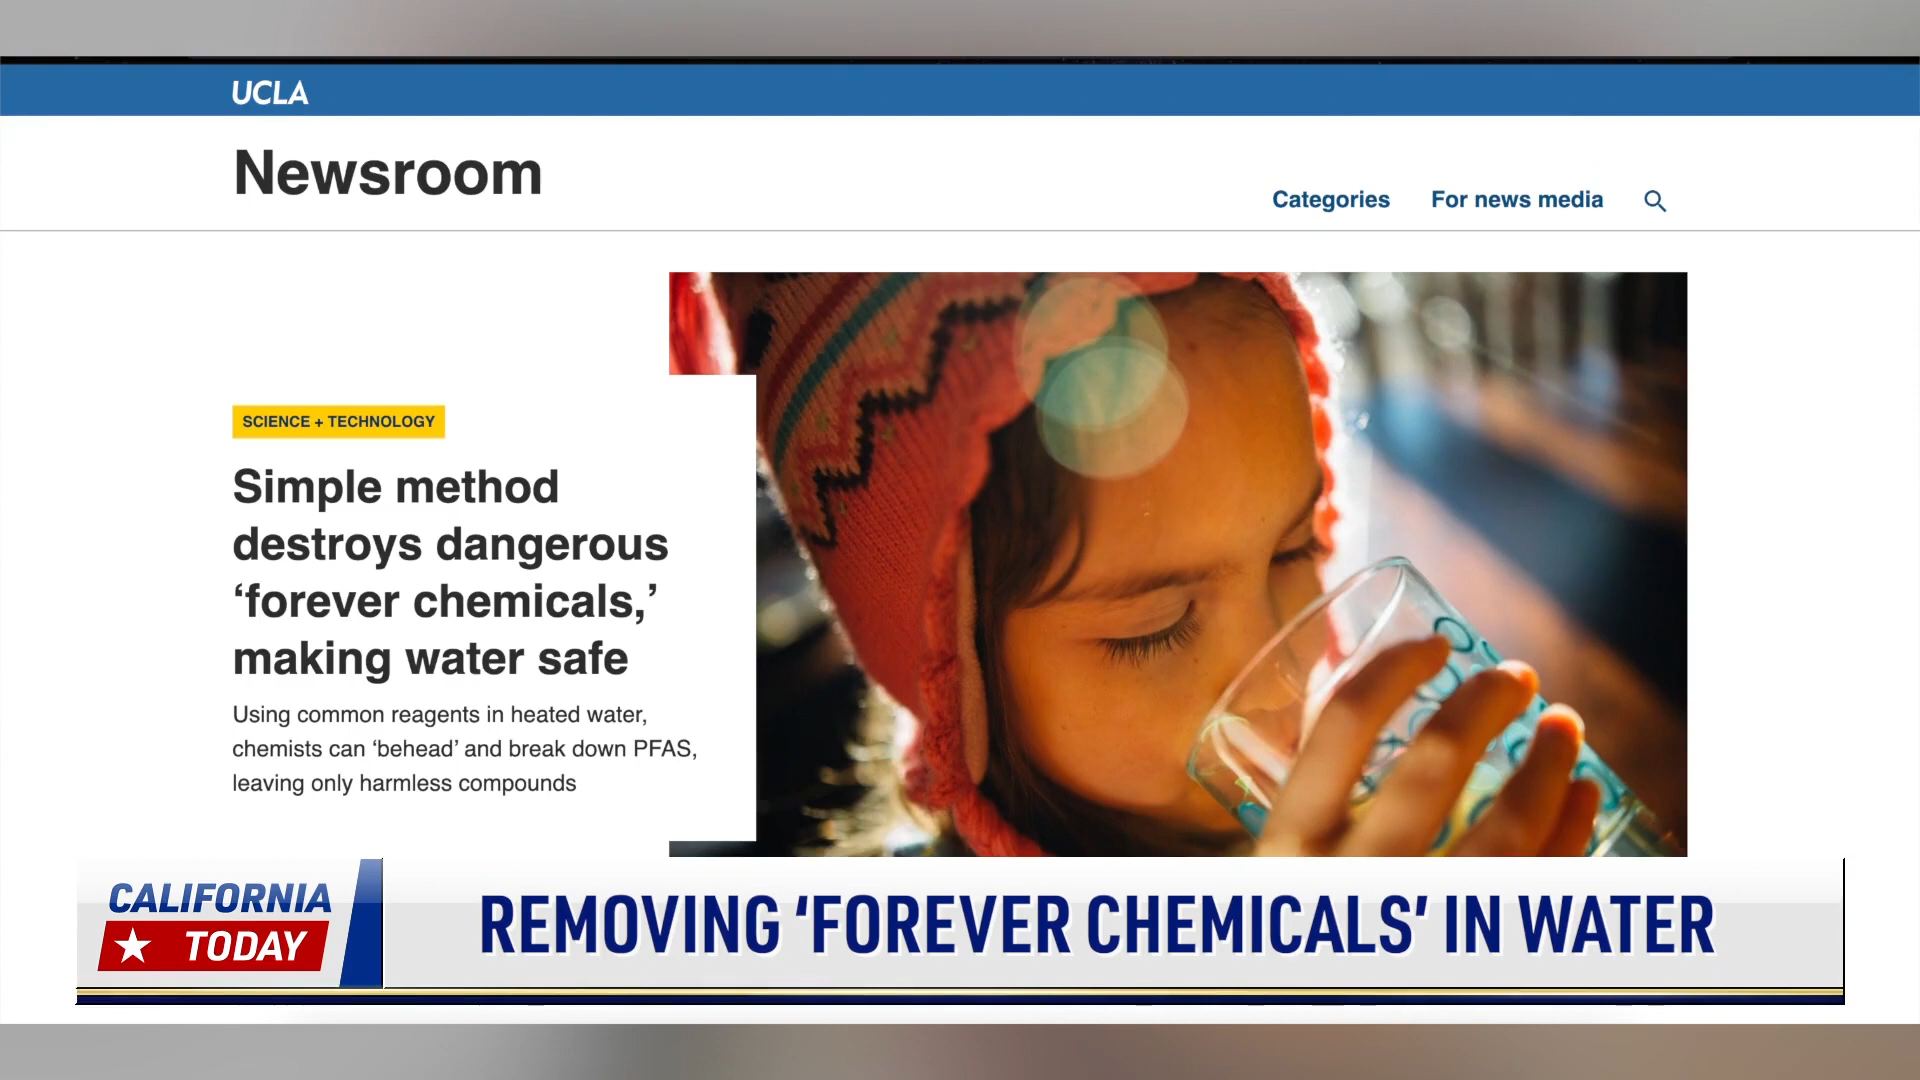 UCLA
Newsroom
Categories
For news media
SCIENCE + TECHNOLOGY
Simple method
destroys dangerous
‘forever chemicals,’
making water safe
Using common reagents in heated water,
chemists can ‘behead’ and break down PFAS,
leaving only harmless compounds
CALIFORNIA
TODAY
REMOVING ‘FOREVER CHEMICALS’ IN WATER